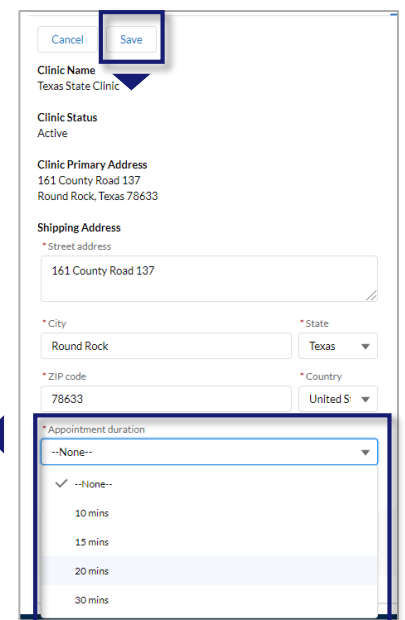 Cancel Save
Clinic Name
Texas State Clinic
Clinic Status
Active
Clinic Primary Address
161 County Road 137
Round Rock, Texas 78633
Shipping Address
* Street address
161 County Road 137
* City * State
Round Rock Texas
* ZIP code * Country
78633 United S
* Appointment duration
--None--
--None--
10 mins
15 mins
20 mins
30 mins